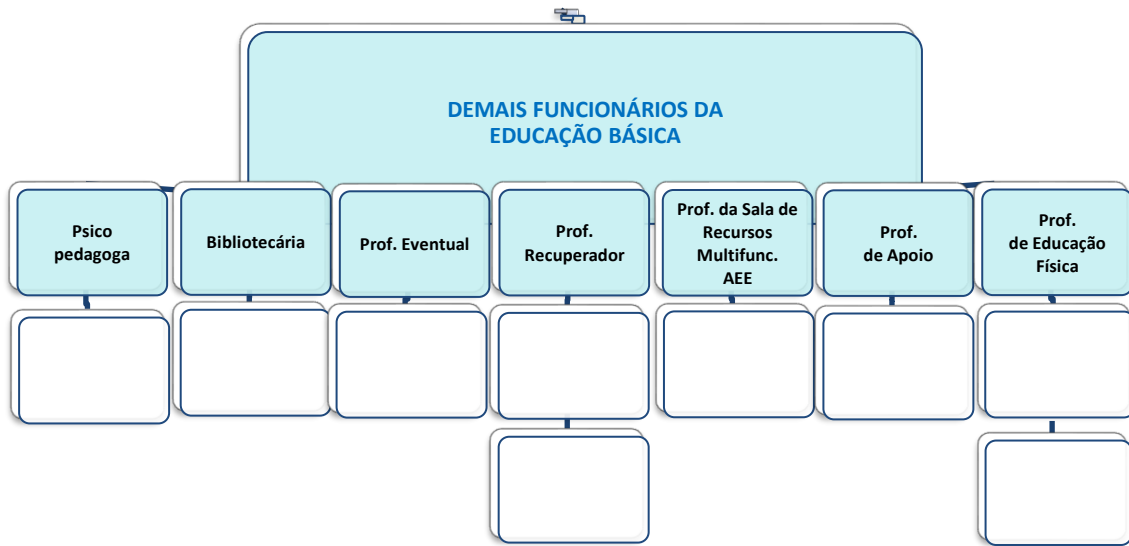 DEMAIS FUNCIONÁRIOS DA
EDUCAÇÃO BÁSICA
Psico
pedagoga
Bibliotecária
Prof. Eventual
Prof.
Recuperador
Prof. da Sala de
Recursos
Multifunc.
AEE
Prof.
de Apoio
Prof.
de Educação
Física